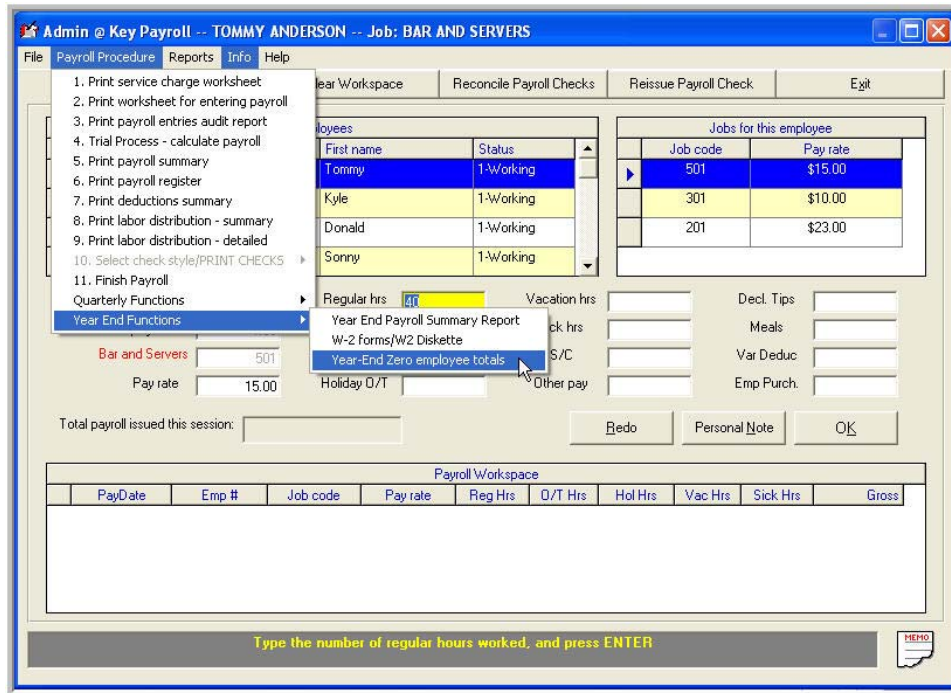 Admin @ Key Payroll -- TOMMY ANDERSON -- Job: BAR AND SERVERS
File Payroll Procedure Reports Info Help
Workspace Reconcile Payroll Checks Reissue Payroll Check Exit
1. Print service charge worksheet
2. Print worksheet for entering payroll
3. Print payroll entries audit report
4. Trial Process - calculate payroll
5. Print payroll summary
6. Print payroll register
7. Print deductions summary
8. Print labor distribution - summary
9. Print labor distribution - detailed
10. Select check style/PRINT CHECKS
11. Finish Payroll
Quarterly Functions
Year End Functions
Year End Payroll Summary Report
W-2 forms/W2 Diskette
Year-End Zero employee totals
First name Status
Tommy 1-Working
Kyle 1-Working
Donald 1-Working
Sonny 1-Working
Jobs for this employee
Job code Pay rate
501 $15.00
301 $10.00
201 $23.00
Regular hrs 40 Vacation hrs Decl. Tips
hrs Meals
Bar and Servers 501 S/C Var Deduc
Pay rate 15.00 Holiday O/T Other pay Emp Purch.
Total payroll issued this session: Redo Personal Note OK
Payroll Workspace
PayDate Emp # Job code Pay rate Reg Hrs O/T Hrs Hol Hrs Vac Hrs Sick Hrs Gross
Type the number of regular hours worked, and press ENTER
MEMO